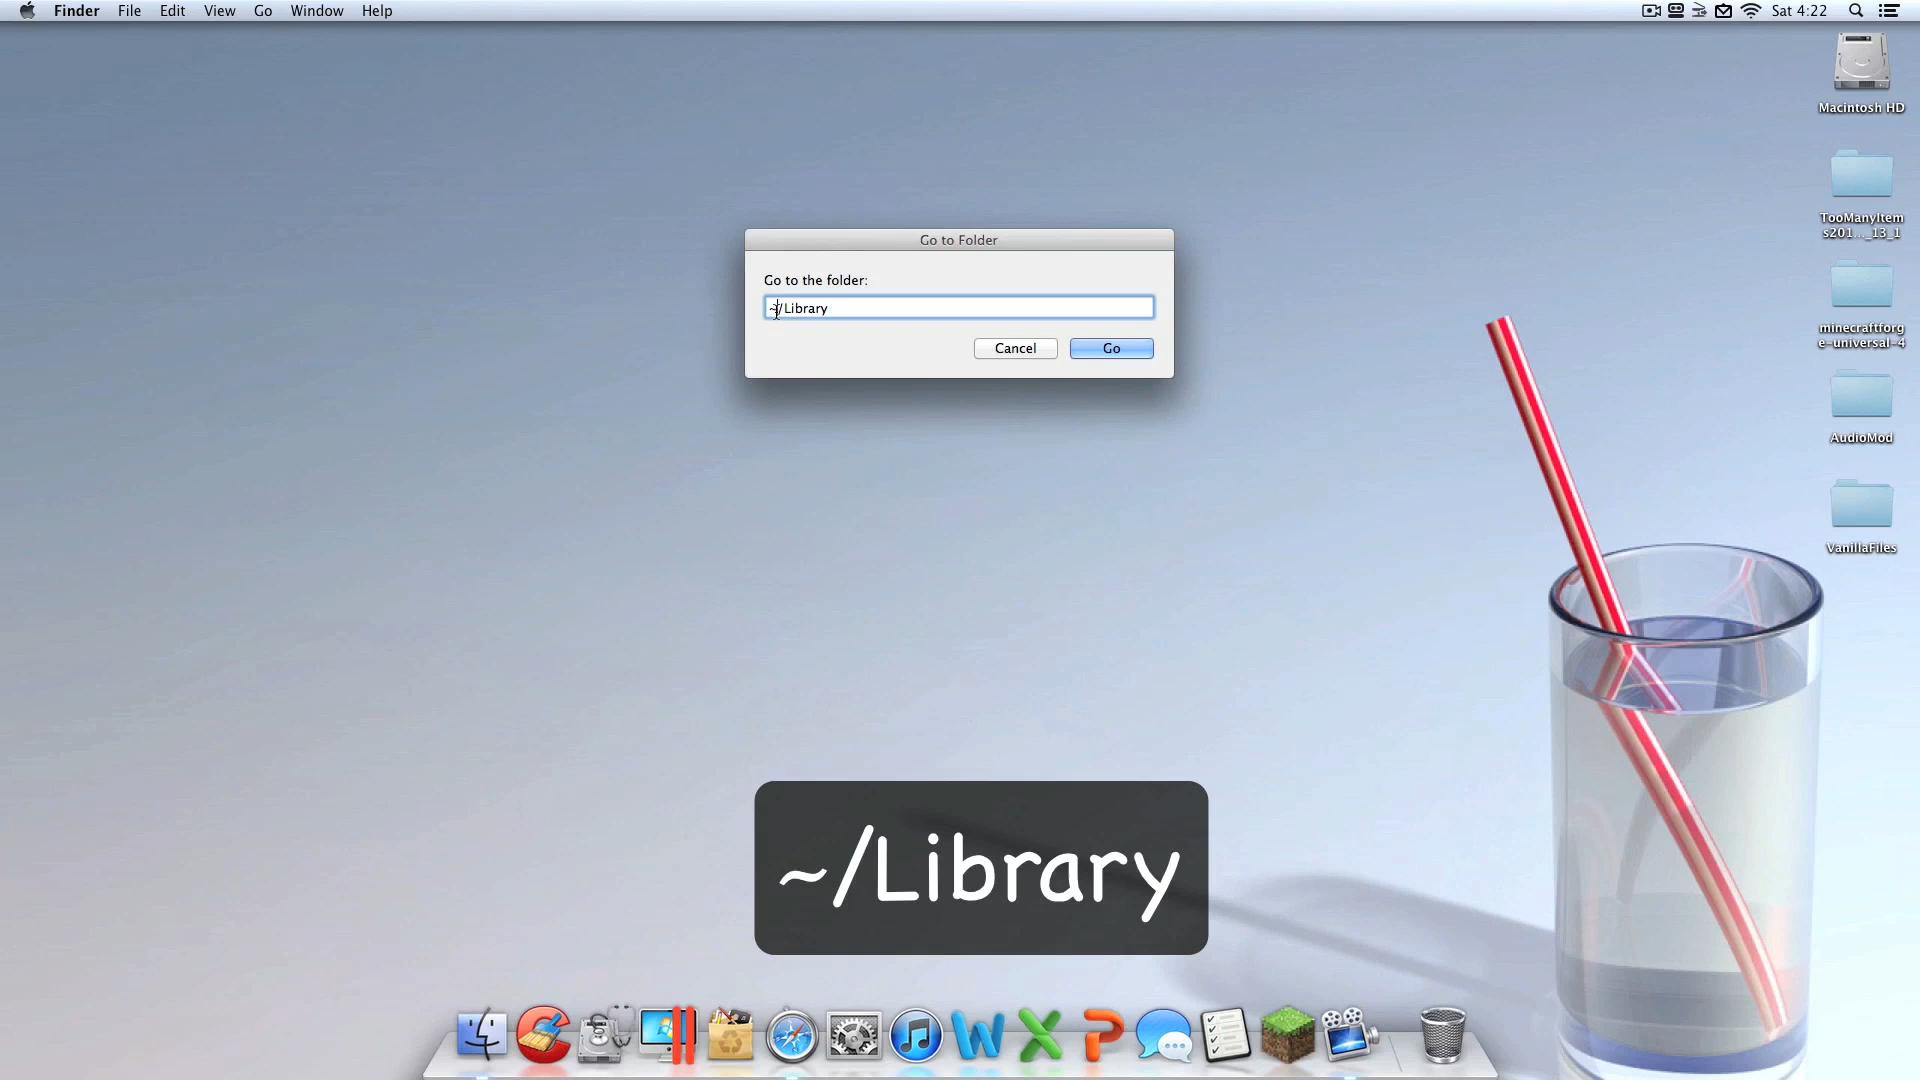 Finder File Edit View Go Window Help
Sat 4:22
Macintosh HD
TooManyItem
s201..._13_1
minecraftforg
e-universal-4
AudioMod
VanillaFiles
Go to Folder
Go to the folder:
~/Library
Cancel Go
~/Library